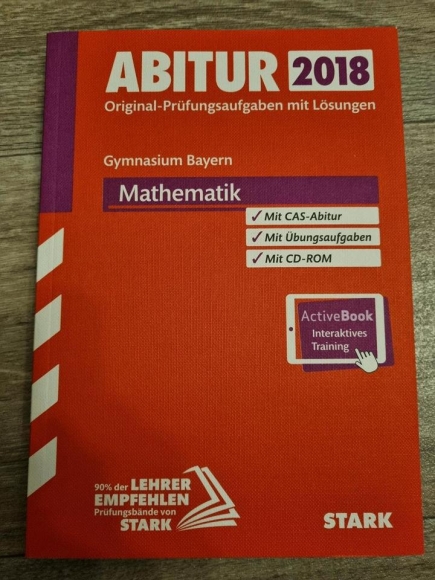 ABITUR 2018
Original-Prüfungsaufgaben mit Lösungen
Gymnasium Bayern
Mathematik
✓ Mit CAS-Abitur
✓ Mit Übungsaufgaben
✓ Mit CD-ROM
ActiveBook
Interaktives
Training
90% der LEHRER
EMPFEHLEN
Prüfungsbände von
STARK
STARK